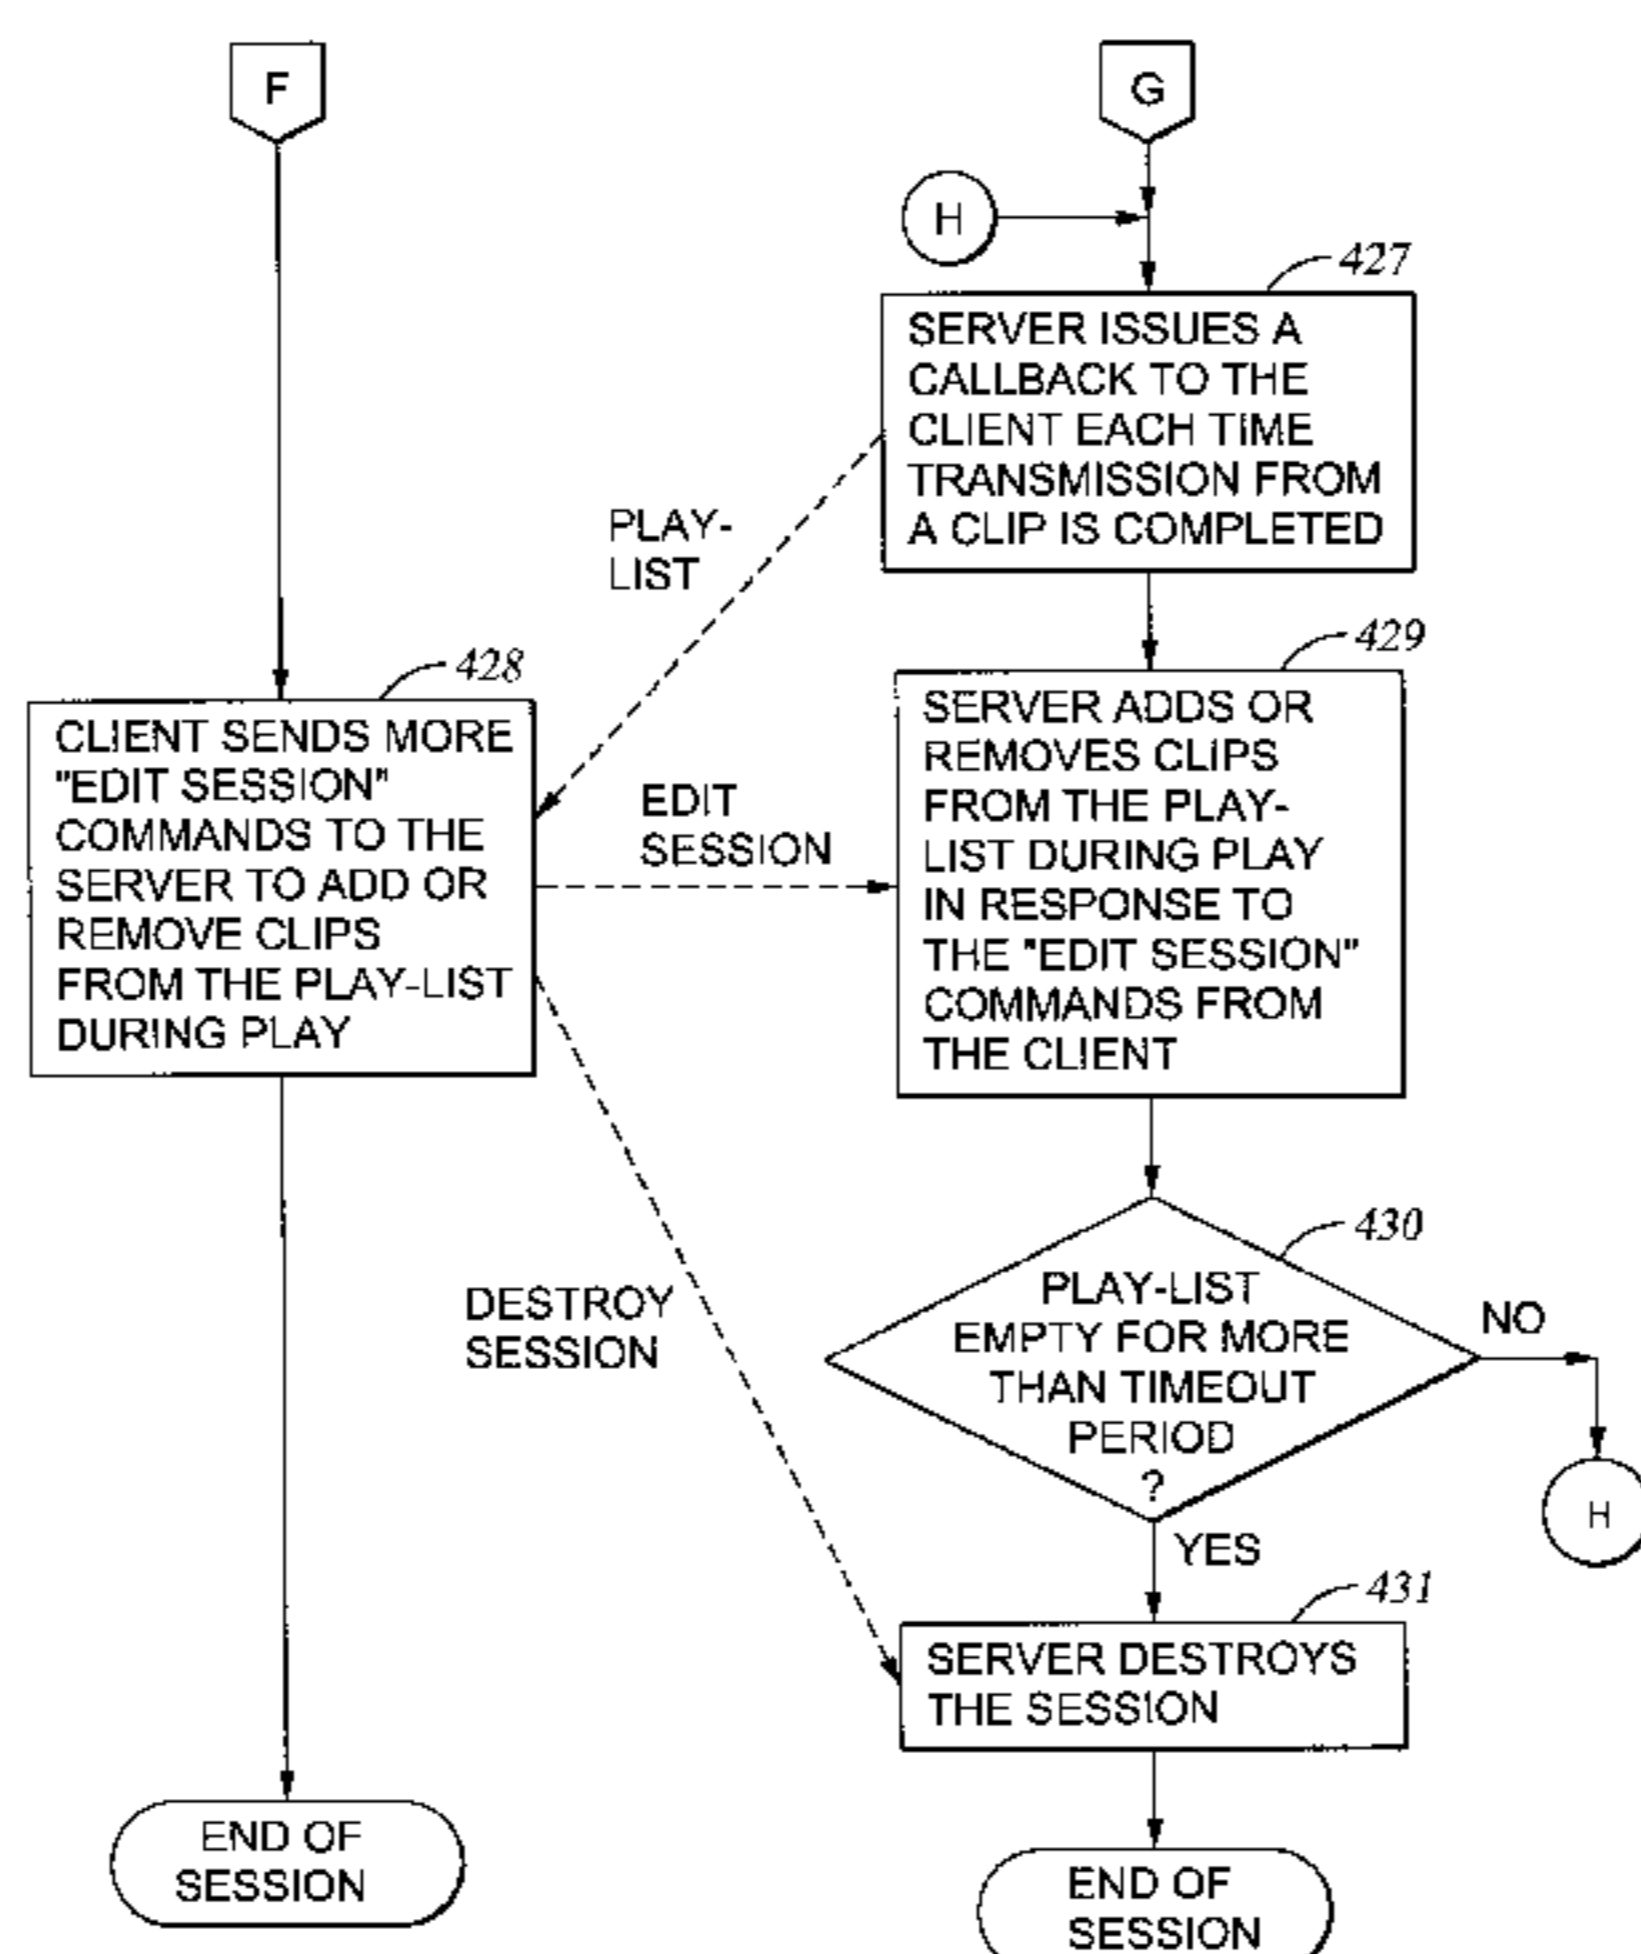 F
G
H
427
SERVER ISSUES A
CALLBACK TO THE
CLIENT EACH TIME
TRANSMISSION FROM
A CLIP IS COMPLETED
PLAY-
LIST
428
CLIENT SENDS MORE
"EDIT SESSION"
COMMANDS TO THE
SERVER TO ADD OR
REMOVE CLIPS
FROM THE PLAY-LIST
DURING PLAY
EDIT
SESSION
429
SERVER ADDS OR
REMOVES CLIPS
FROM THE PLAY-
LIST DURING PLAY
IN RESPONSE TO
THE "EDIT SESSION"
COMMANDS FROM
THE CLIENT
DESTROY
SESSION
430
PLAY-LIST
EMPTY FOR MORE
THAN TIMEOUT
PERIOD
?
NO
H
YES
431
SERVER DESTROYS
THE SESSION
END OF
SESSION
END OF
SESSION